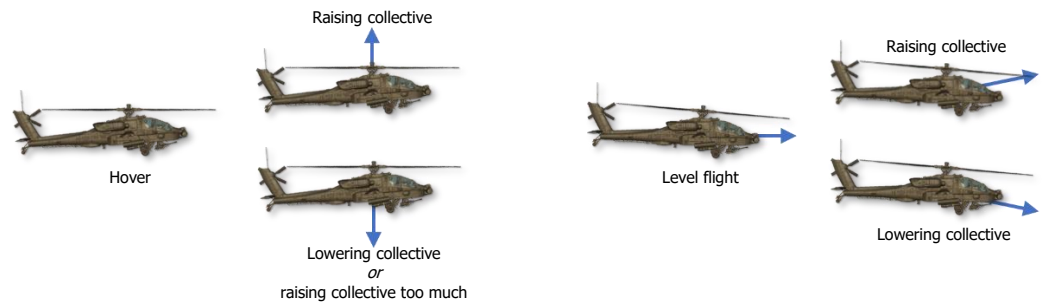 Raising collective
Hover
Lowering collective
or
raising collective too much
Raising collective
Level flight
Lowering collective